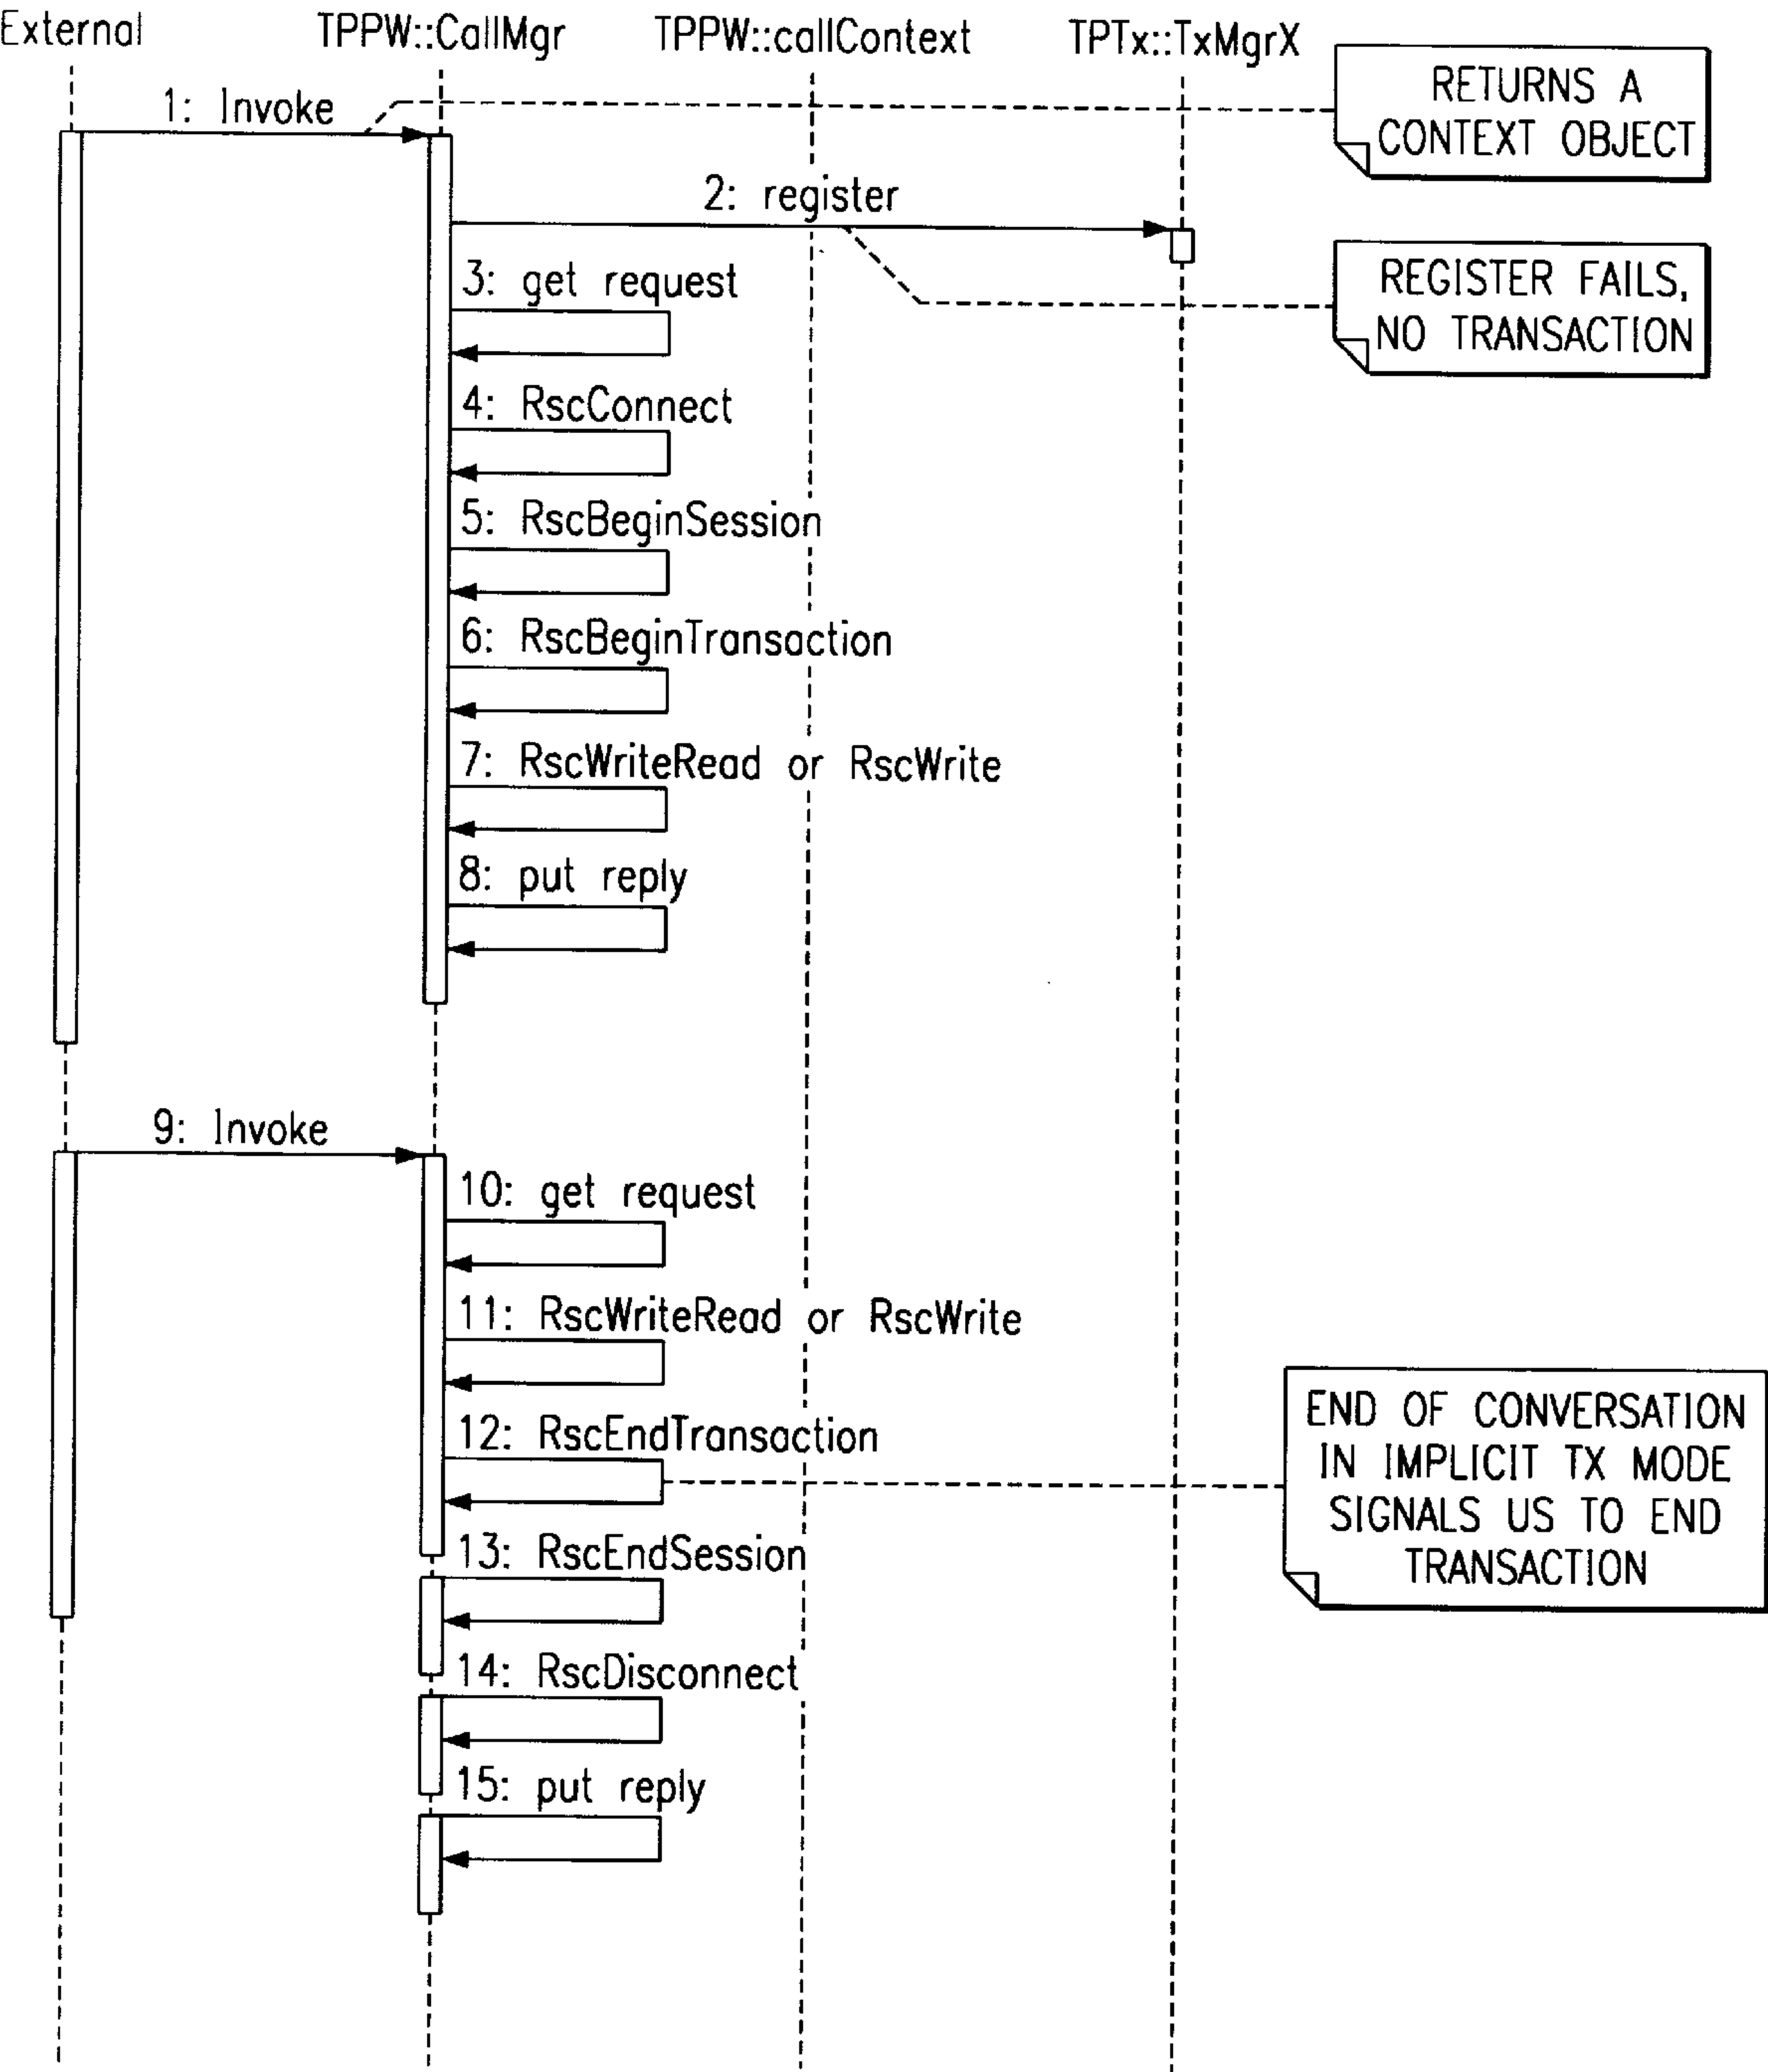 External
TPPW::CallMgr
TPPW::callContext
TPTx::TxMgrX
RETURNS A
CONTEXT OBJECT
1: Invoke
2: register
REGISTER FAILS,
NO TRANSACTION
3: get request
4: RscConnect
5: RscBeginSession
6: RscBeginTransaction
7: RscWriteRead or RscWrite
8: put reply
9: Invoke
10: get request
11: RscWriteRead or RscWrite
12: RscEndTransaction
END OF CONVERSATION
IN IMPLICIT TX MODE
SIGNALS US TO END
TRANSACTION
13: RscEndSession
14: RscDisconnect
15: put reply